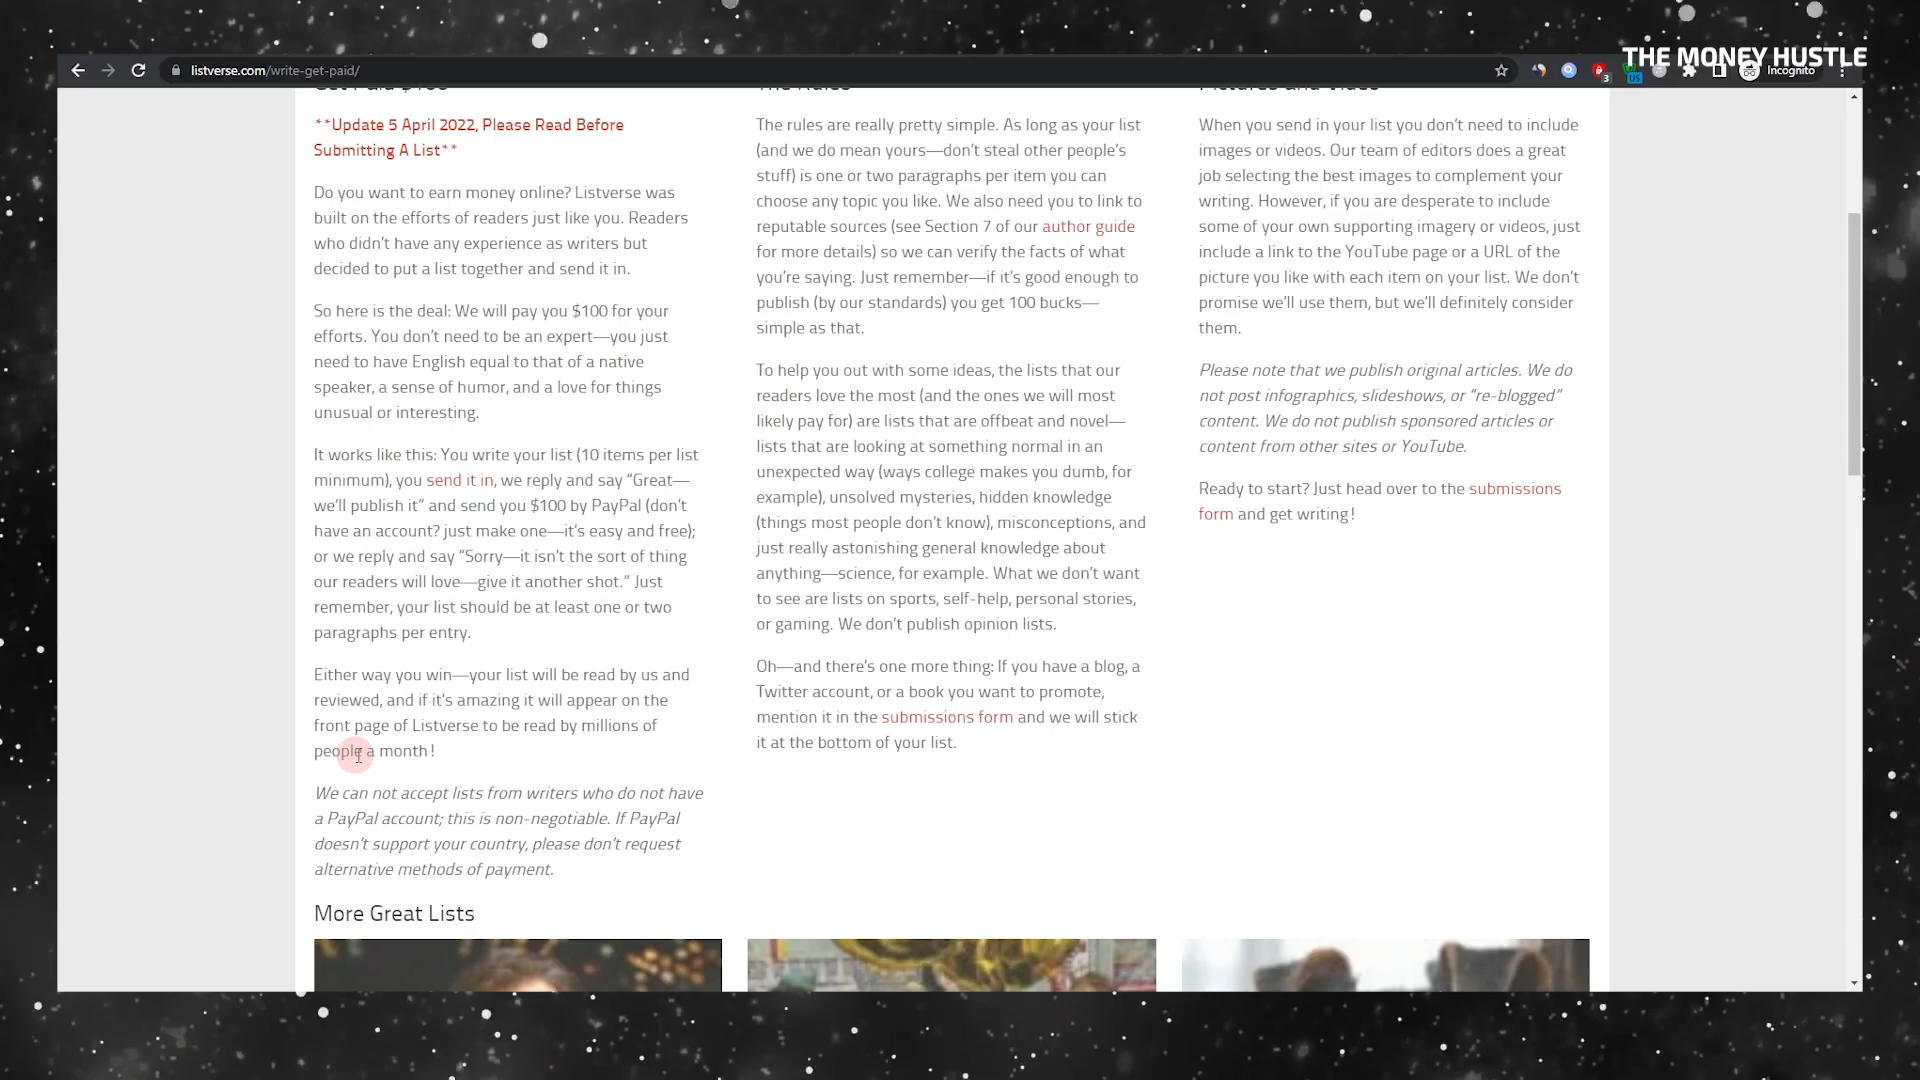 THE MONEY HUSTLE
listverse.com/write-get-paid/
3
US
Incognito
**Update 5 April 2022, Please Read Before
Submitting A List**
Do you want to earn money online? Listverse was
built on the efforts of readers just like you. Readers
who didn't have any experience as writers but
decided to put a list together and send it in.
So here is the deal: We will pay you $100 for your
efforts. You don't need to be an expert—you just
need to have English equal to that of a native
speaker, a sense of humor, and a love for things
unusual or interesting.
It works like this: You write your list (10 items per list
minimum), you send it in, we reply and say “Great—
we'll publish it” and send you $100 by PayPal (don't
have an account? just make one—it's easy and free);
or we reply and say “Sorry—it isn't the sort of thing
our readers will love—give it another shot.” Just
remember, your list should be at least one or two
paragraphs per entry.
Either way you win—your list will be read by us and
reviewed, and if it's amazing it will appear on the
front page of Listverse to be read by millions of
people a month!
We can not accept lists from writers who do not have
a PayPal account; this is non-negotiable. If PayPal
doesn't support your country, please don't request
alternative methods of payment.
The rules are really pretty simple. As long as your list
(and we do mean yours—don't steal other people's
stuff) is one or two paragraphs per item you can
choose any topic you like. We also need you to link to
reputable sources (see Section 7 of our author guide
for more details) so we can verify the facts of what
you're saying. Just remember—if it's good enough to
publish (by our standards) you get 100 bucks—
simple as that.
To help you out with some ideas, the lists that our
readers love the most (and the ones we will most
likely pay for) are lists that are offbeat and novel—
lists that are looking at something normal in an
unexpected way (ways college makes you dumb, for
example), unsolved mysteries, hidden knowledge
(things most people don't know), misconceptions, and
just really astonishing general knowledge about
anything—science, for example. What we don't want
to see are lists on sports, self-help, personal stories,
or gaming. We don't publish opinion lists.
Oh—and there's one more thing: If you have a blog, a
Twitter account, or a book you want to promote,
mention it in the submissions form and we will stick
it at the bottom of your list.
When you send in your list you don't need to include
images or videos. Our team of editors does a great
job selecting the best images to complement your
writing. However, if you are desperate to include
some of your own supporting imagery or videos, just
include a link to the YouTube page or a URL of the
picture you like with each item on your list. We don't
promise we'll use them, but we'll definitely consider
them.
Please note that we publish original articles. We do
not post infographics, slideshows, or “re-blogged”
content. We do not publish sponsored articles or
content from other sites or YouTube.
Ready to start? Just head over to the submissions
form and get writing!
More Great Lists